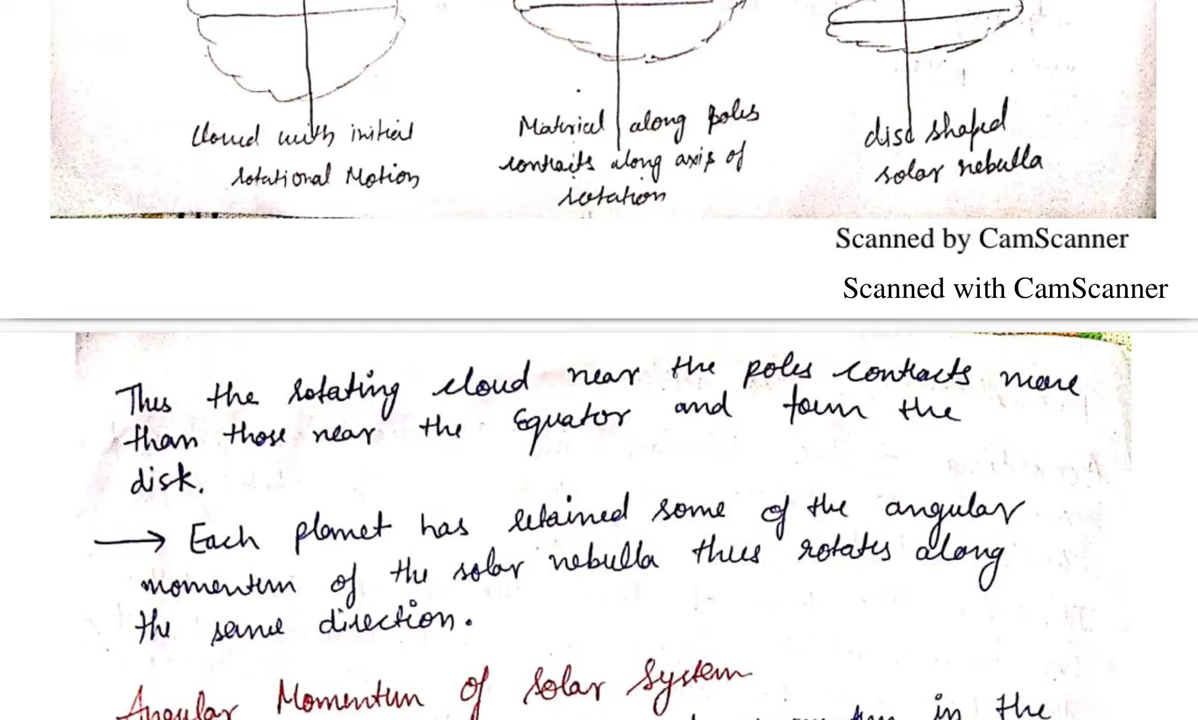 Cloud with initial
rotational Motion
Material along poles
contracts along axis of
rotation
disc shaped
solar nebulla
Scanned by CamScanner
Scanned with CamScanner
Thus the rotating cloud near the poles contracts more
than those near the Equator and form the
disk.
→ Each planet has retained some of the angular
momentum of the solar nebulla thus rotates along
the same direction.
Angular Momentum of Solar System
in the